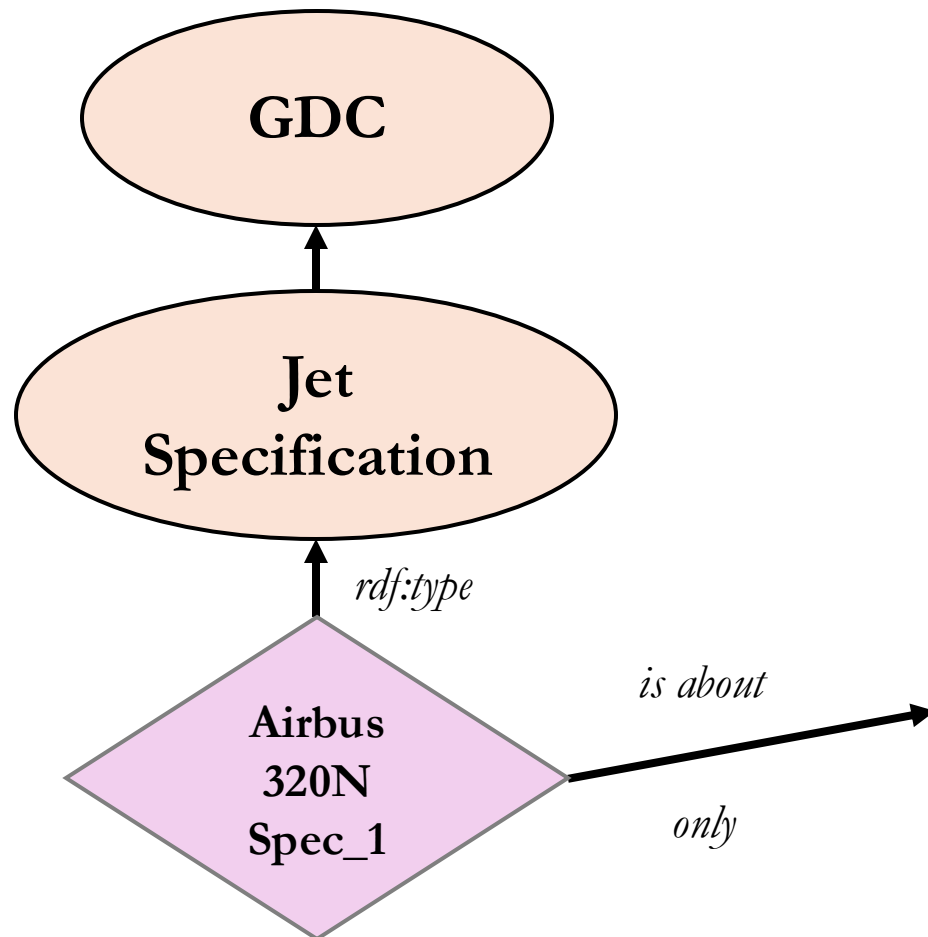 GDC
Jet
Specification
rdf:type
is about
Airbus
320N
Spec_1
only